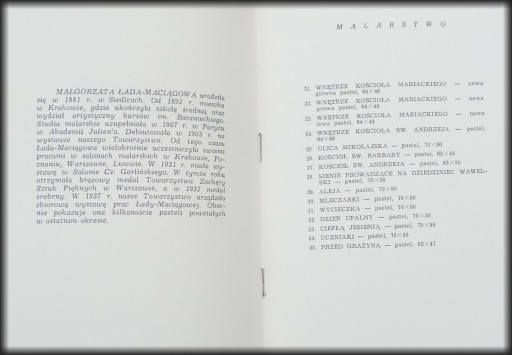 MAŁGORZATA ŁADA-MACIĄGOWA urodziła
się w 1881 r. w Siedlcach. Od 1892 r. mieszka
w Krakowie, gdzie ukończyła szkołę średnią oraz
wydział artystyczny kursów im. Baranieckiego.
Studia malarskie uzupełniała w 1907 r. w Paryżu
w Akademii Julien'a. Debiutowała w 1903 r. na
wystawie naszego Towarzystwa. Od tego czasu
Łada-Maciągowa wielokrotnie uczestniczyła swoimi
pracami w salonach malarskich w Krakowie, Po-
znaniu, Warszawie, Lwowie. W 1931 r. miała wy-
stawę w Salonie Cz. Garlińskiego. W tymże roku
otrzymała brązowy medal Towarzystwa Zachęty
Sztuk Pięknych w Warszawie, a w 1932 medal
srebrny. W 1937 r. nasze Towarzystwo urządziło
zbiorową wystawę prac Łady-Maciągowej. Obec-
nie pokazuje ona kilkanaście pasteli powstałych
w ostatnim okresie.
MALARSTWO
21. WNĘTRZE KOŚCIOŁA MARIACKIEGO — nawa
główna pastel, 64×48
22. WNĘTRZE KOŚCIOŁA MARIACKIEGO — nawa
prawa pastel, 64×48
23. WNĘTRZE KOŚCIOŁA MARIACKIEGO — nawa
lewa pastel, 64×48
24. WNĘTRZE KOŚCIOŁA ŚW. ANDRZEJA — pastel,
64×48
25. ULICA MIKOŁAJSKA — pastel, 70×50
26. KOŚCIÓŁ ŚW. BARBARY — pastel,
27. KOŚCIÓŁ ŚW. ANDRZEJA — pastel,
28. SIENIE PROWADZĄCE NA DZIEDZINIEC WAWEL-
SKI — pastel, 70×50
29. ALEJA — pastel, 70×50
30. MLECZARKI — pastel, 70×50
31. WYCIECZKA — pastel, 70×50
32. DZIEŃ UPALNY — pastel, 70×50
33. CIEPŁĄ JESIENIĄ — pastel, 70×50
34. UCZNIAKI — pastel, 70×50
35. PRZED GRAŻYNĄ — pastel, 62×47